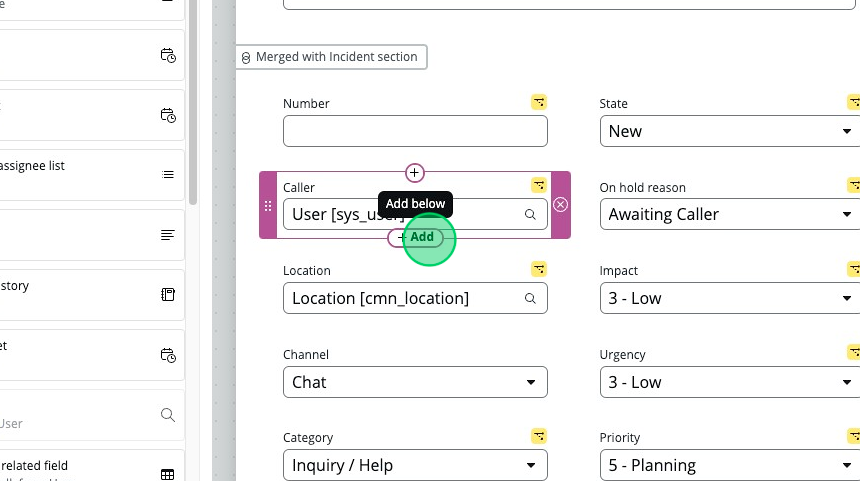 assignee list
story
User
related field
Merged with Incident section
Number
State
New
Caller
User [sys_user]
Add below
Add
On hold reason
Awaiting Caller
Location
Location [cmn_location]
Impact
3 - Low
Channel
Chat
Urgency
3 - Low
Category
Inquiry / Help
Priority
5 - Planning